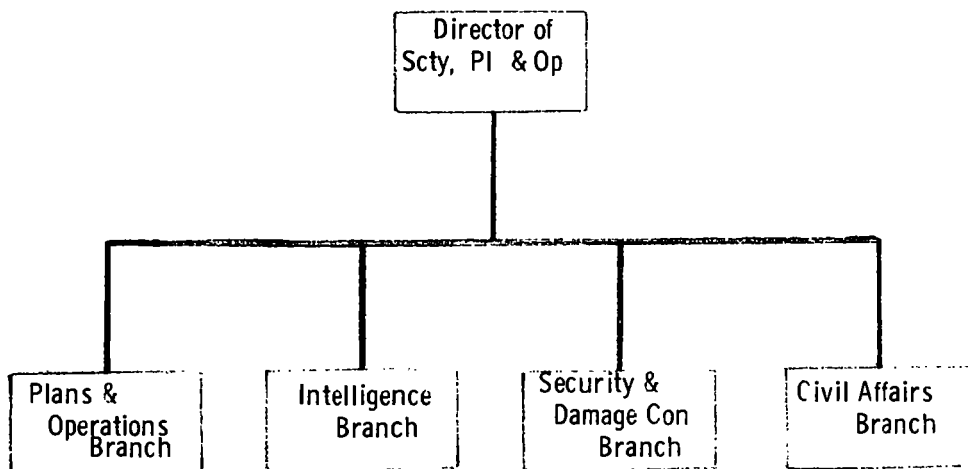 Director of
Scty, Pl & Op
Plans &
Operations
Branch
Intelligence
Branch
Security &
Damage Con
Branch
Civil Affairs
Branch